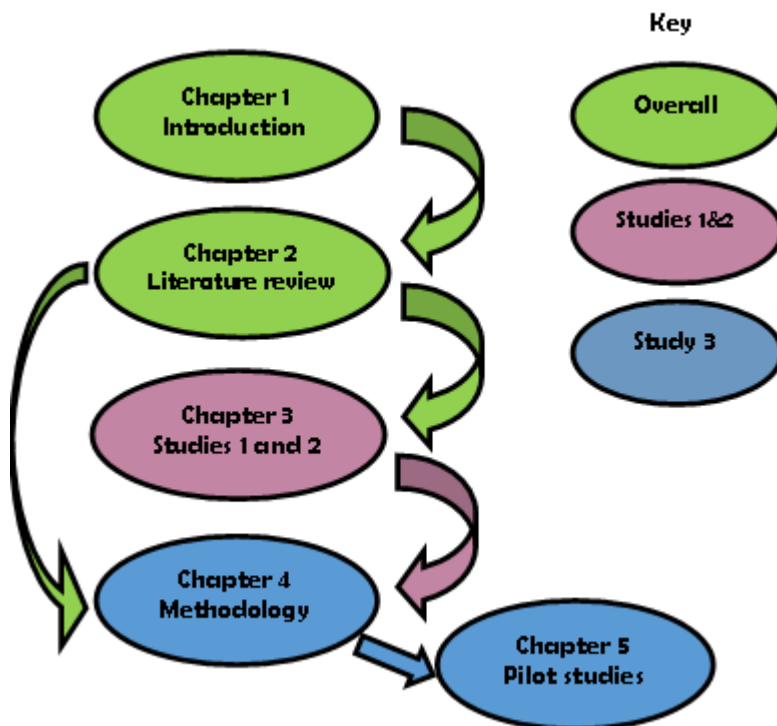 Key
Chapter 1
Introduction
Overall
Studies 1&2
Chapter 2
Literature review
Study 3
Chapter 3
Studies 1 and 2
Chapter 4
Methodology
Chapter 5
Pilot studies